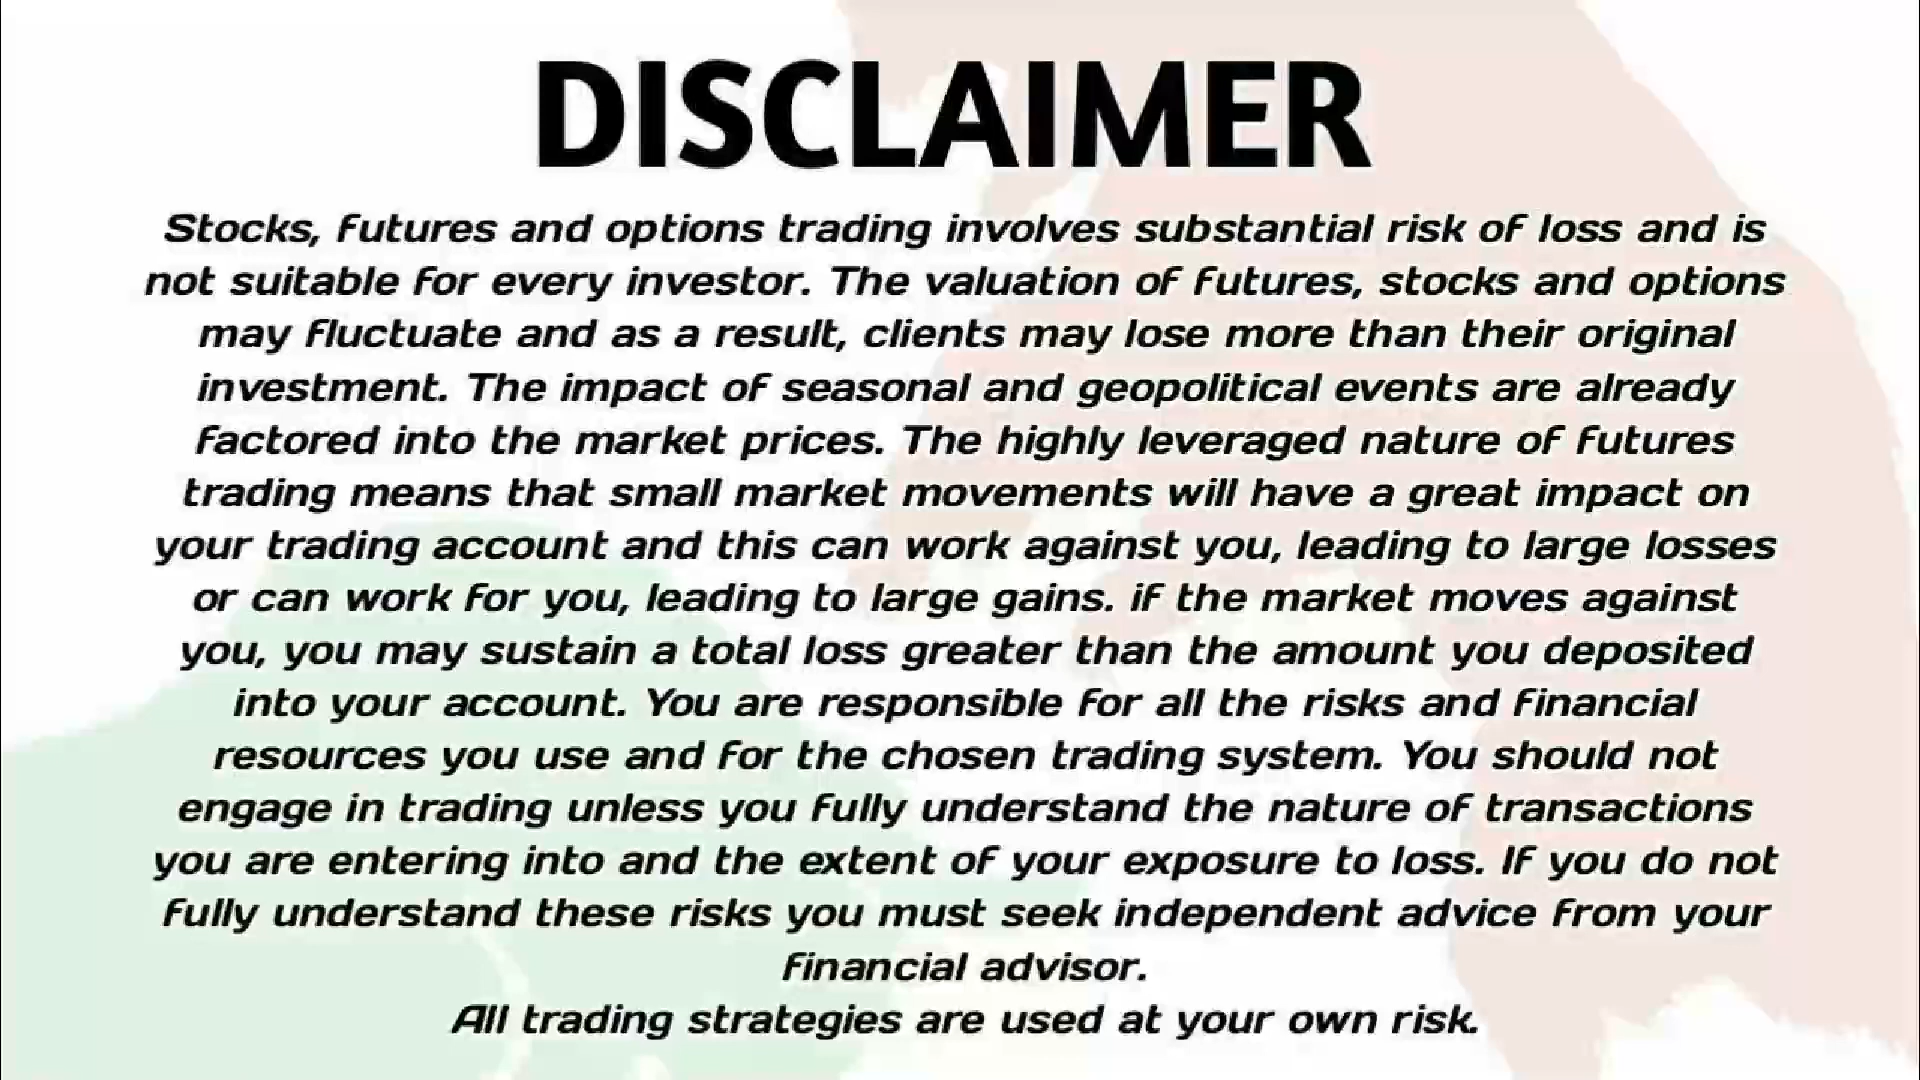 DISCLAIMER
Stocks, futures and options trading involves substantial risk of loss and is
not suitable for every investor. The valuation of futures, stocks and options
may fluctuate and as a result, clients may lose more than their original
investment. The impact of seasonal and geopolitical events are already
factored into the market prices. The highly leveraged nature of futures
trading means that small market movements will have a great impact on
your trading account and this can work against you, leading to large losses
or can work for you, leading to large gains. if the market moves against
you, you may sustain a total loss greater than the amount you deposited
into your account. You are responsible for all the risks and financial
resources you use and for the chosen trading system. You should not
engage in trading unless you fully understand the nature of transactions
you are entering into and the extent of your exposure to loss. If you do not
fully understand these risks you must seek independent advice from your
financial advisor.
All trading strategies are used at your own risk.